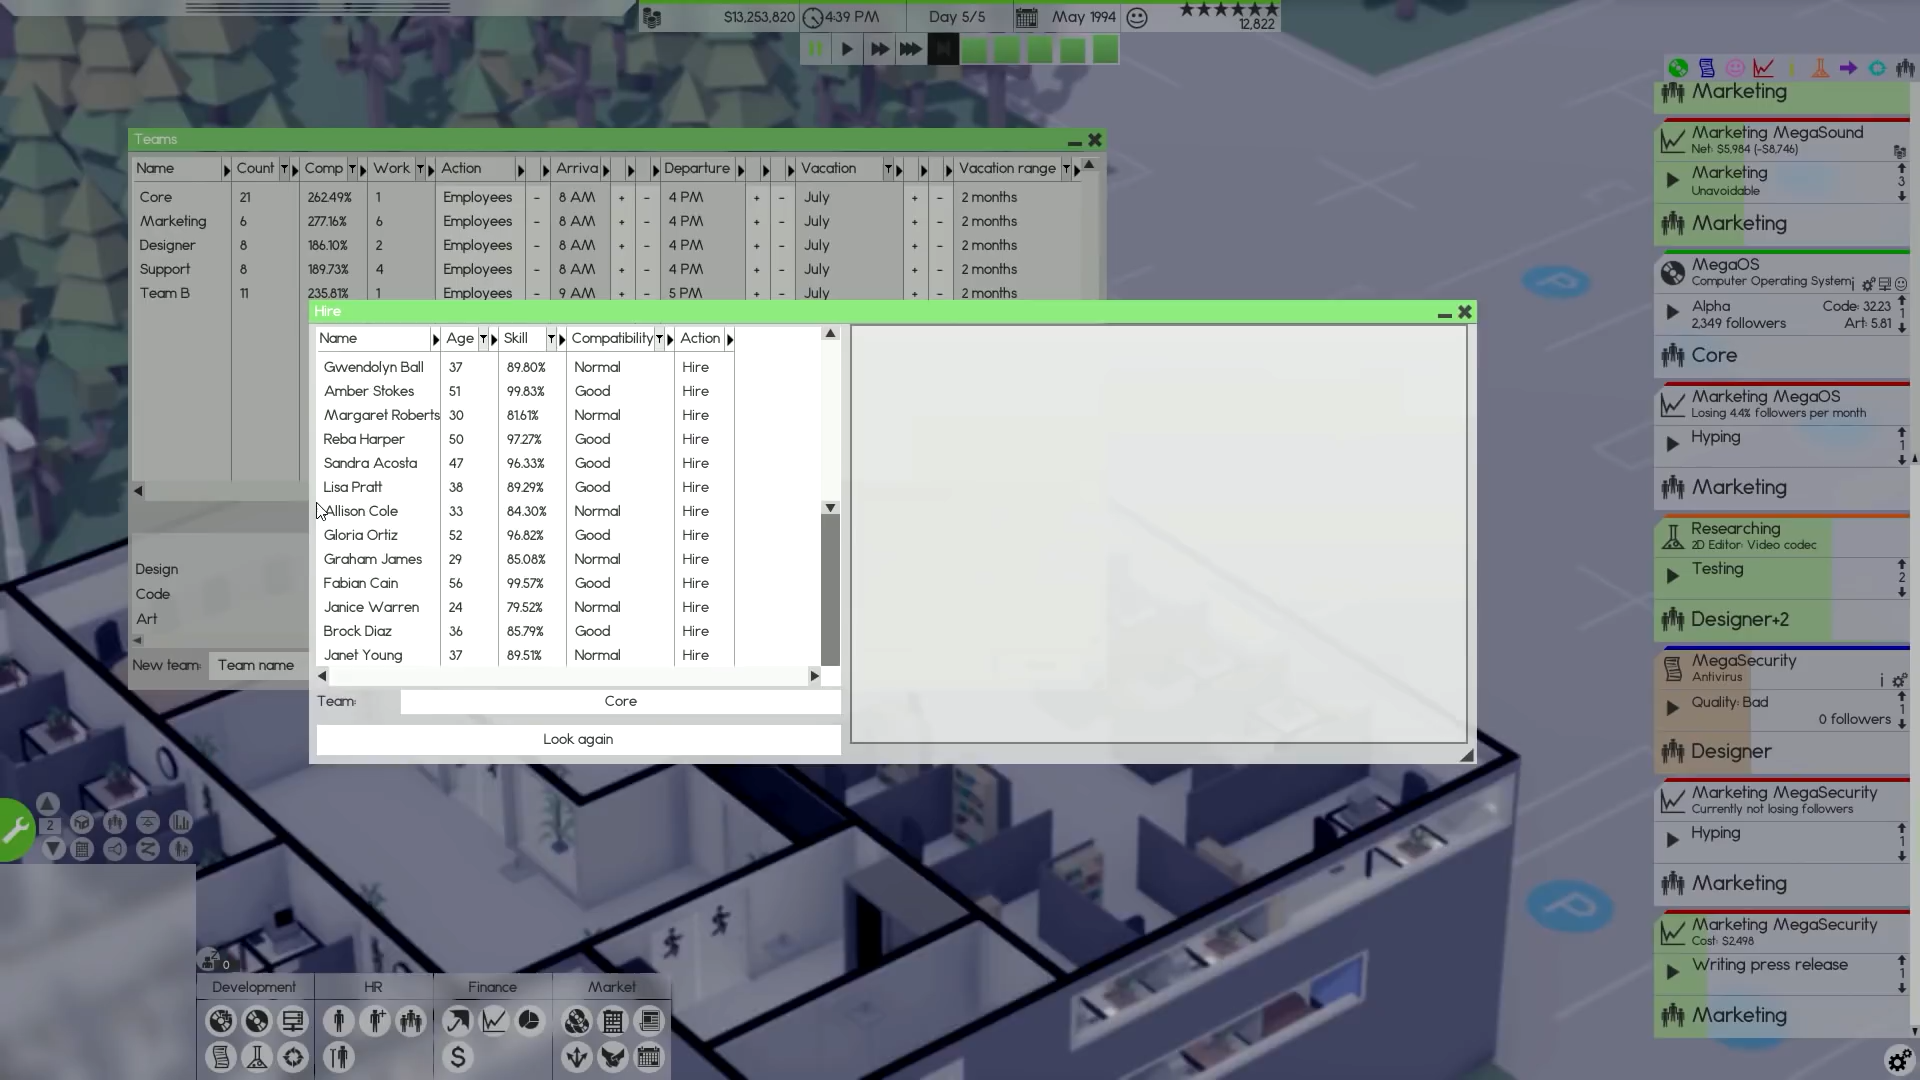 $13,253,820 4:39 PM Day 5/5 May 1994 12,822
Teams
Name Count Comp Work Action Arriva Departure Vacation Vacation range
Core 21 262.49% 1 Employees - 8 AM + - 4 PM + - July + - 2 months
Marketing 6 277.16% 6 Employees - 8 AM + - 4 PM + - July + - 2 months
Designer 8 186.10% 2 Employees - 8 AM + - 4 PM + - July + - 2 months
Support 8 189.73% 4 Employees - 8 AM + - 4 PM + - July + - 2 months
Team B 11 235.81% 1 Employees - 9 AM + - 5 PM + - July + - 2 months
Design
Code
Art
New team: Team name
Hire
Name Age Skill Compatibility Action
Gwendolyn Ball 37 89.80% Normal Hire
Amber Stokes 51 99.83% Good Hire
Margaret Roberts 30 81.61% Normal Hire
Reba Harper 50 97.27% Good Hire
Sandra Acosta 47 96.33% Good Hire
Lisa Pratt 38 89.29% Good Hire
Allison Cole 33 84.30% Normal Hire
Gloria Ortiz 52 96.82% Good Hire
Graham James 29 85.08% Normal Hire
Fabian Cain 56 99.57% Good Hire
Janice Warren 24 79.52% Normal Hire
Brock Diaz 36 85.79% Good Hire
Janet Young 37 89.51% Normal Hire
Team: Core
Look again
Marketing
Marketing MegaSound
Net: $5,984 (-$8,746)
Marketing
Unavoidable
3
Marketing
MegaOS
Computer Operating System
Alpha Code: 3.223
2,349 followers Art: 5.81
1
Core
Marketing MegaOS
Losing 4.4% followers per month
Hyping
1
Marketing
Researching
2D Editor: Video codec
Testing
2
Designer+2
MegaSecurity
Antivirus
Quality: Bad
1
0 followers
Designer
Marketing MegaSecurity
Currently not losing followers
Hyping
1
Marketing
Marketing MegaSecurity
Cost: $2,498
Writing press release
1
Marketing
2
0
Development HR Finance Market